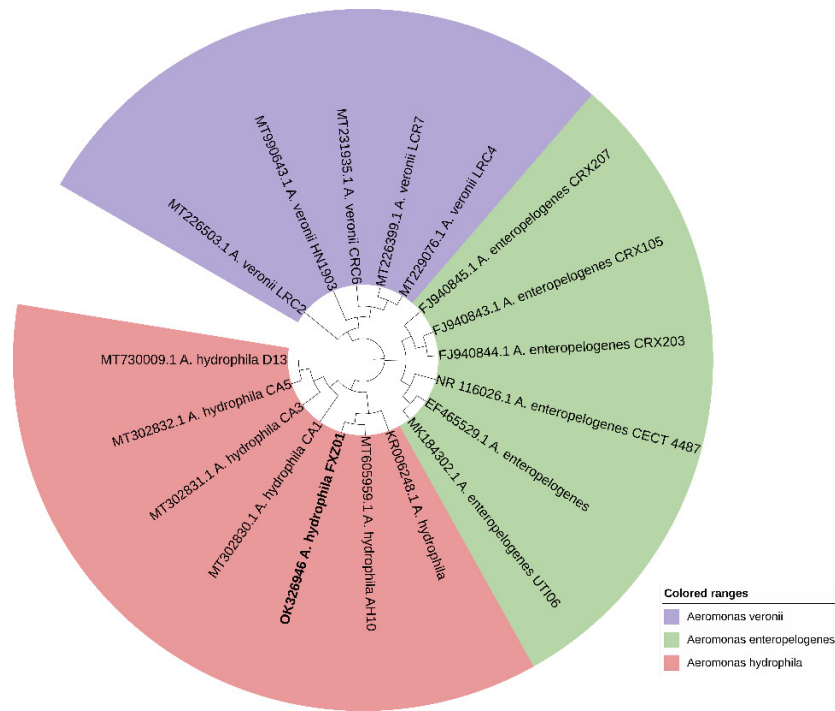 MT226503.1 A. veronii LRC2
MT990643.1 A. veronii HN1903
MT231935.1 A. veronii CRC6
MT226399.1 A. veronii LCR7
MT229076.1 A. veronii LRC4
FJ940845.1 A. enteropelogenes CRX207
FJ940843.1 A. enteropelogenes CRX105
FJ940844.1 A. enteropelogenes CRX203
NR 116026.1 A. enteropelogenes CECT 4487
EF465529.1 A. enteropelogenes
MK184302.1 A. enteropelogenes UTI06
KR006248.1 A. hydrophila
MT605959.1 A. hydrophila AH10
OK326946 A. hydrophila FXZ01
MT302830.1 A. hydrophila CA1
MT302831.1 A. hydrophila CA3
MT302832.1 A. hydrophila CA5
MT730009.1 A. hydrophila D13
Colored ranges
Aeromonas veronii
Aeromonas enteropelogenes
Aeromonas hydrophila